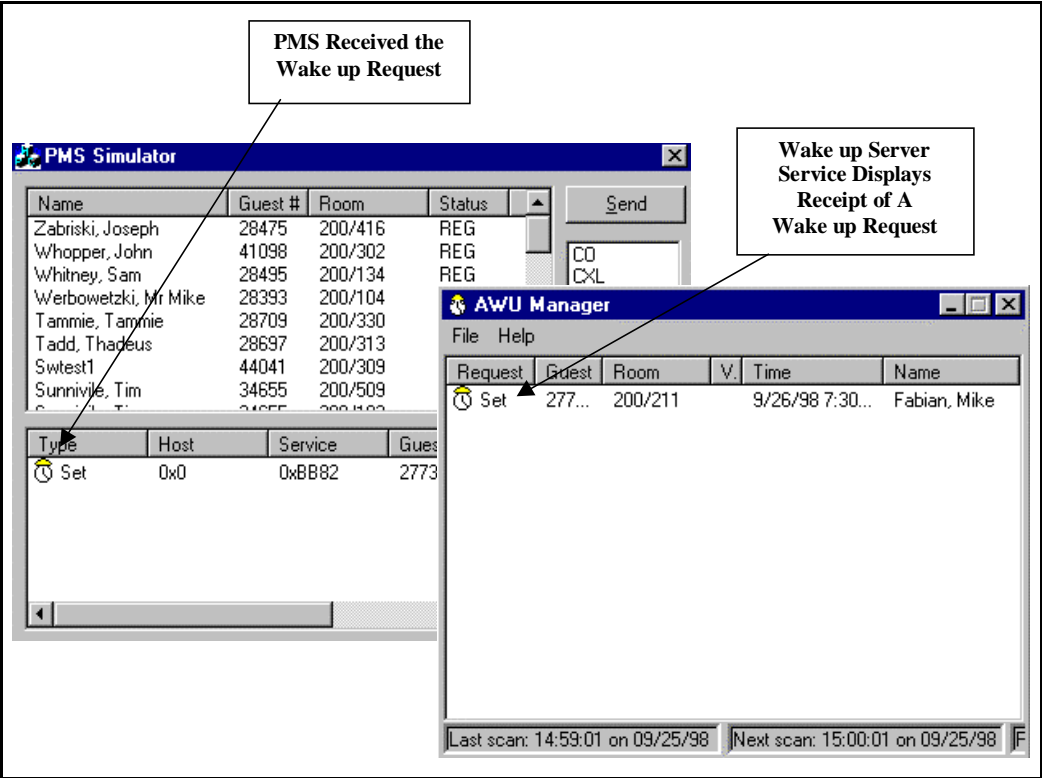 PMS Received the
Wake up Request
PMS Simulator
Name Guest # Room Status
Send
Zabriski, Joseph 28475 200/416 REG
Whopper, John 41098 200/302 REG
Whitney, Sam 28495 200/134 REG
Werbowetzki, Mr Mike 28393 200/104
Tammie, Tammie 28709 200/330
Tadd, Thadeus 28697 200/313
Swtest1 44041 200/309
Sunnivile, Tim 34655 200/509
CO
CXL
Type Host Service Gues
Set 0x0 0xBB82 2773
Wake up Server
Service Displays
Receipt of A
Wake up Request
AWU Manager
File Help
Request Guest Room V. Time Name
Set 277... 200/211 9/26/98 7:30... Fabian, Mike
Last scan: 14:59:01 on 09/25/98 Next scan: 15:00:01 on 09/25/98 F